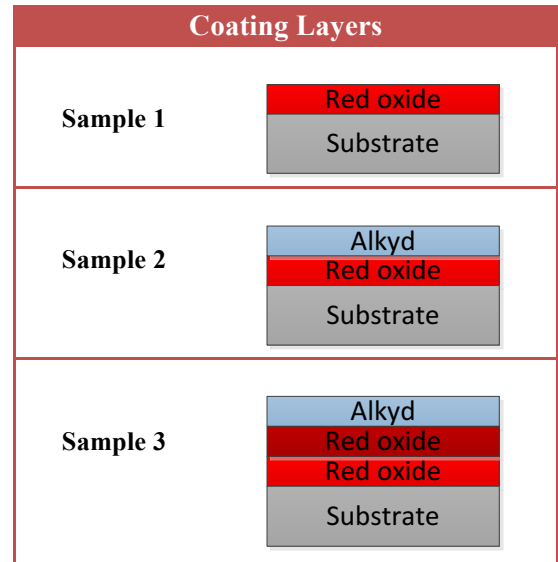 Coating Layers
Sample 1
Red oxide
Substrate
Sample 2
Alkyd
Red oxide
Substrate
Sample 3
Alkyd
Red oxide
Red oxide
Substrate